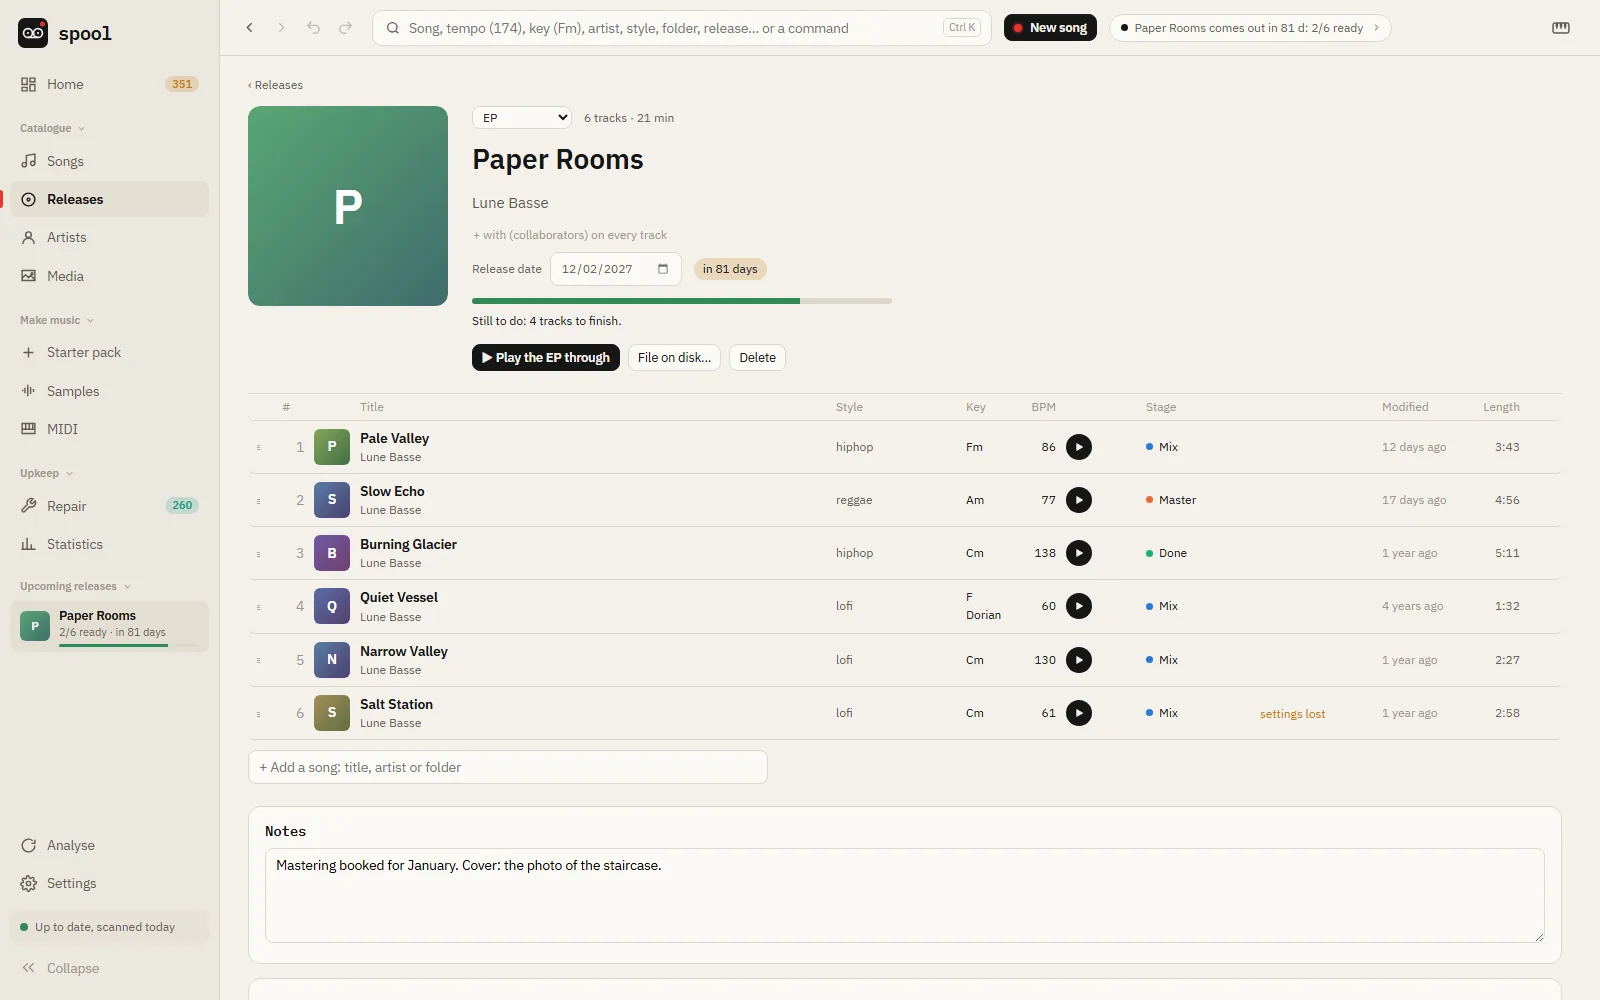 spool
Song, tempo (174), key (Fm), artist, style, folder, release... or a command
Ctrl K
New song
Paper Rooms comes out in 81 d: 2/6 ready
Home
351
Catalogue
Songs
Releases
Artists
Media
Make music
Starter pack
Samples
MIDI
Upkeep
Repair
260
Statistics
Upcoming releases
P
Paper Rooms
2/6 ready · in 81 days
Analyse
Settings
Up to date, scanned today
Collapse
‹ Releases
P
EP
6 tracks · 21 min
Paper Rooms
Lune Basse
+ with (collaborators) on every track
Release date
12/02/2027
in 81 days
Still to do: 4 tracks to finish.
Play the EP through
File on disk...
Delete
# Title Style Key BPM Stage Modified Length
1 P Pale Valley hiphop Fm 86 Mix 12 days ago 3:43
Lune Basse
2 S Slow Echo reggae Am 77 Master 17 days ago 4:56
Lune Basse
3 B Burning Glacier hiphop Cm 138 Done 1 year ago 5:11
Lune Basse
4 Q Quiet Vessel lofi F Dorian 60 Mix 4 years ago 1:32
Lune Basse
5 N Narrow Valley lofi Cm 130 Mix 1 year ago 2:27
Lune Basse
6 S Salt Station lofi Cm 61 Mix settings lost 1 year ago 2:58
Lune Basse
+ Add a song: title, artist or folder
Notes
Mastering booked for January. Cover: the photo of the staircase.